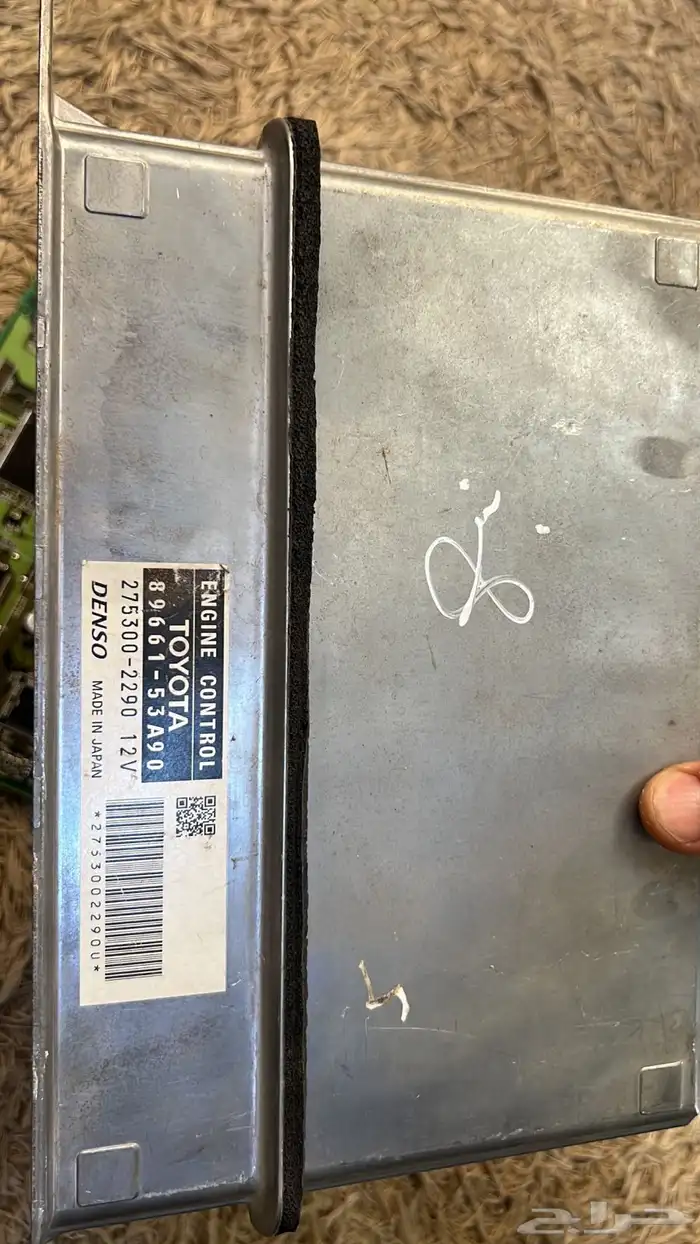 ENGINE CONTROL
TOYOTA
89661-53A90
275300-2290 12V
DENSO MADE IN JAPAN
*2753002290U*
حراج